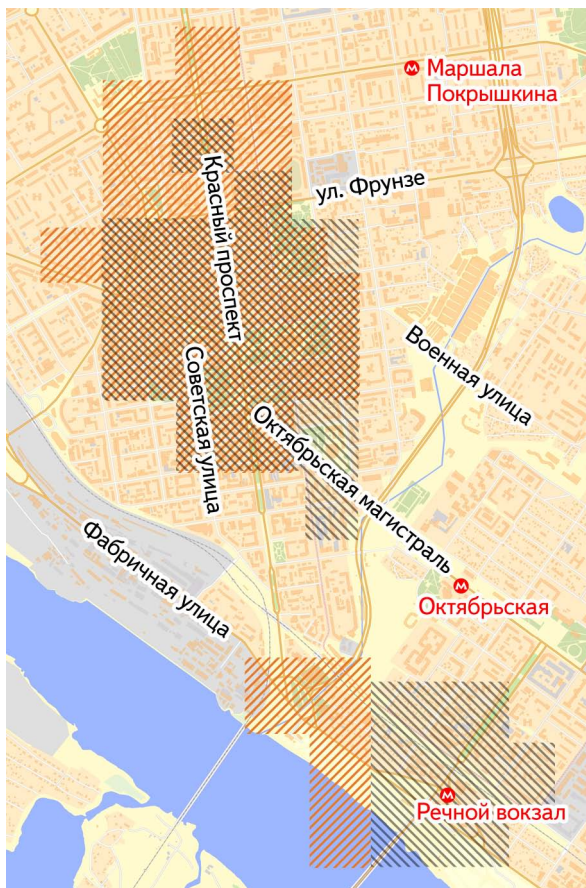 Маршала
Покрышкина
ул. Фрунзе
Красный проспект
Военная улица
Советская улица
Октябрьская магистраль
Фабричная улица
Октябрьская
Речной вокзал